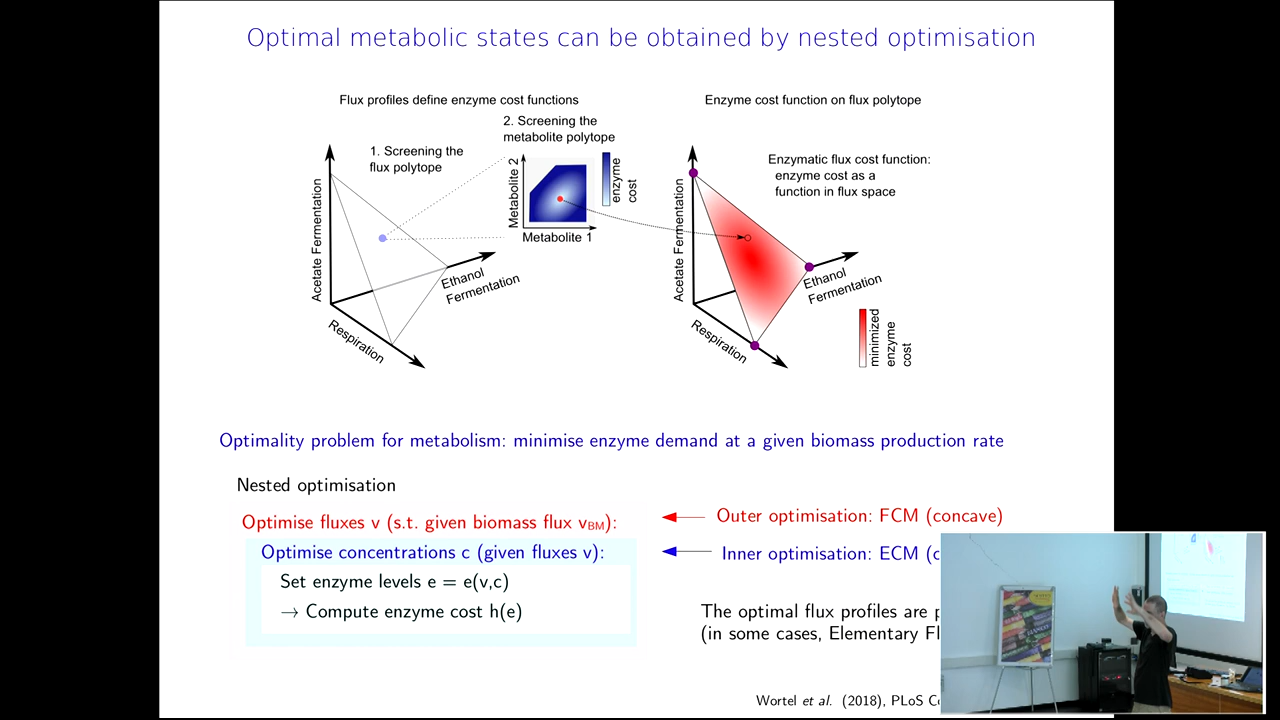 Optimal metabolic states can be obtained by nested optimisation
Flux profiles define enzyme cost functions
1. Screening the
flux polytope
2. Screening the
metabolite polytope
Metabolite 2
Metabolite 1
enzyme
cost
Acetate Fermentation
Ethanol
Fermentation
Respiration
Enzyme cost function on flux polytope
Enzymatic flux cost function:
enzyme cost as a
function in flux space
Acetate Fermentation
Ethanol
Fermentation
Respiration
minimized
enzyme
cost
Optimality problem for metabolism: minimise enzyme demand at a given biomass production rate
Nested optimisation
Optimise fluxes v (s.t. given biomass flux vBM):
Outer optimisation: FCM (concave)
Optimise concentrations c (given fluxes v):
Inner optimisation: ECM (c
Set enzyme levels e = e(v,c)
→ Compute enzyme cost h(e)
The optimal flux profiles are p
(in some cases, Elementary Fl
Wortel et al. (2018), PLoS C